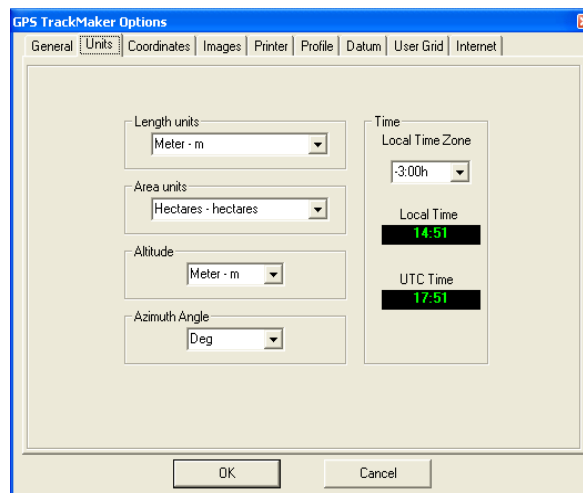 GPS TrackMaker Options
General Units Coordinates Images Printer Profile Datum User Grid Internet
Length units
Meter - m
Area units
Hectares - hectares
Altitude
Meter - m
Azimuth Angle
Deg
Time
Local Time Zone
-3:00h
Local Time
14:51
UTC Time
17:51
OK Cancel